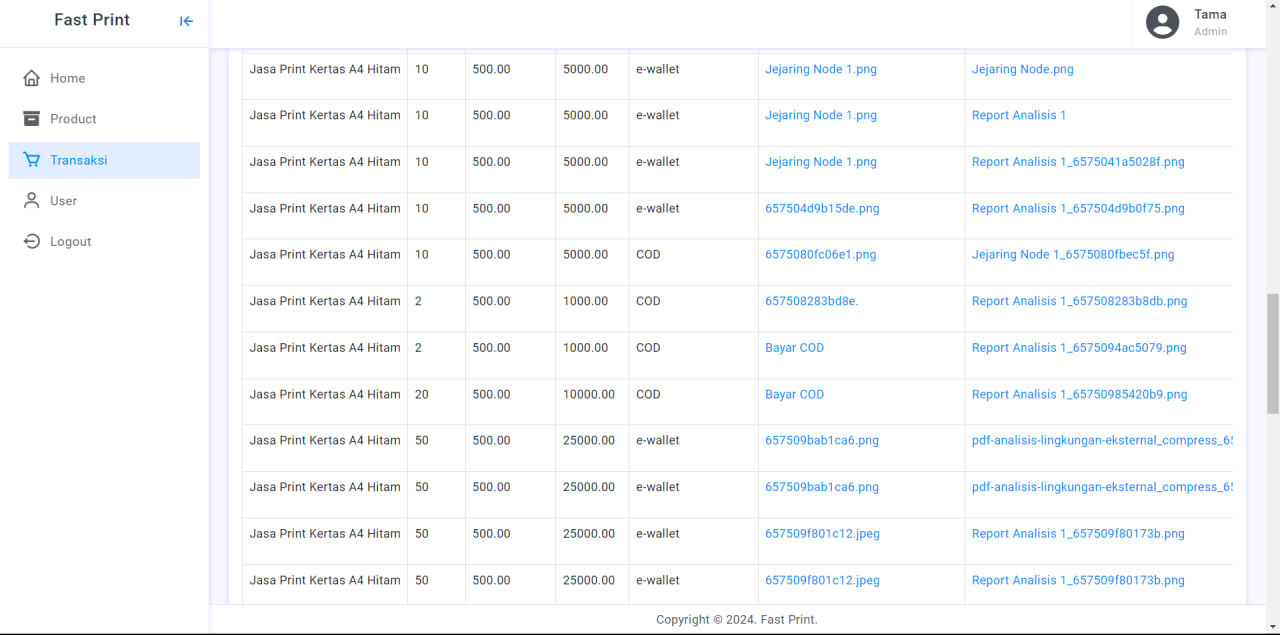 Fast Print
Tama
Admin
Home
Product
Transaksi
User
Logout
Jasa Print Kertas A4 Hitam 10 500.00 5000.00 e-wallet Jejaring Node 1.png Jejaring Node.png
Jasa Print Kertas A4 Hitam 10 500.00 5000.00 e-wallet Jejaring Node 1.png Report Analisis 1
Jasa Print Kertas A4 Hitam 10 500.00 5000.00 e-wallet Jejaring Node 1.png Report Analisis 1_6575041a5028f.png
Jasa Print Kertas A4 Hitam 10 500.00 5000.00 e-wallet 657504d9b15de.png Report Analisis 1_657504d9b0f75.png
Jasa Print Kertas A4 Hitam 10 500.00 5000.00 COD 6575080fc06e1.png Jejaring Node 1_6575080fbec5f.png
Jasa Print Kertas A4 Hitam 2 500.00 1000.00 COD 657508283bd8e. Report Analisis 1_657508283b8db.png
Jasa Print Kertas A4 Hitam 2 500.00 1000.00 COD Bayar COD Report Analisis 1_6575094ac5079.png
Jasa Print Kertas A4 Hitam 20 500.00 10000.00 COD Bayar COD Report Analisis 1_65750985420b9.png
Jasa Print Kertas A4 Hitam 50 500.00 25000.00 e-wallet 657509bab1ca6.png pdf-analisis-lingkungan-eksternal_compress_65
Jasa Print Kertas A4 Hitam 50 500.00 25000.00 e-wallet 657509bab1ca6.png pdf-analisis-lingkungan-eksternal_compress_65
Jasa Print Kertas A4 Hitam 50 500.00 25000.00 e-wallet 657509f801c12.jpeg Report Analisis 1_657509f80173b.png
Jasa Print Kertas A4 Hitam 50 500.00 25000.00 e-wallet 657509f801c12.jpeg Report Analisis 1_657509f80173b.png
Copyright © 2024. Fast Print.